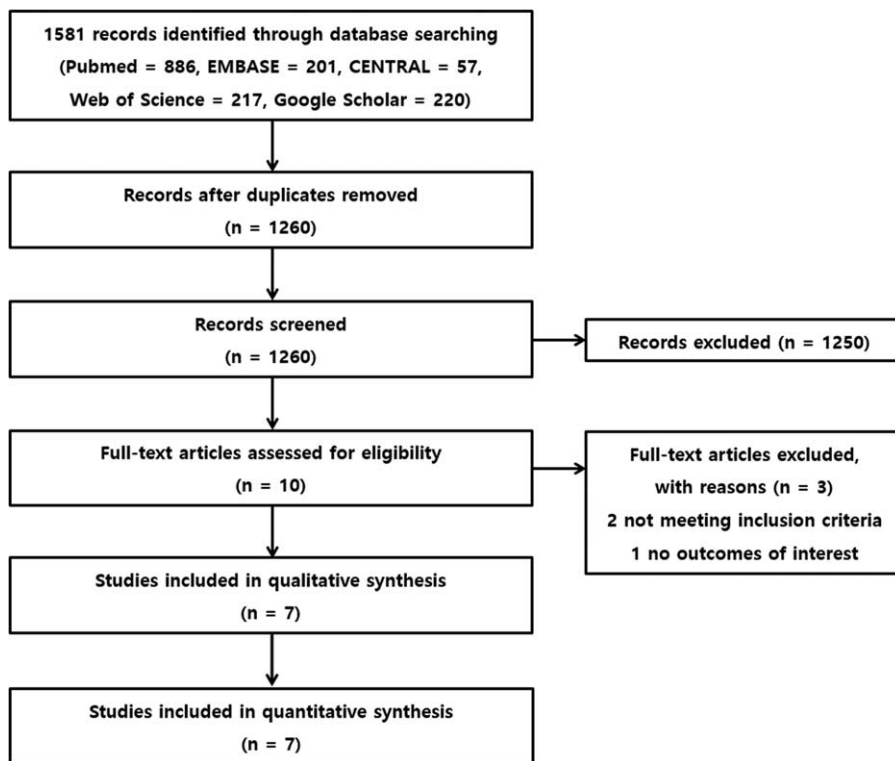 1581 records identified through database searching
(Pubmed = 886, EMBASE = 201, CENTRAL = 57,
Web of Science = 217, Google Scholar = 220)
Records after duplicates removed
(n = 1260)
Records screened
(n = 1260)
Records excluded (n = 1250)
Full-text articles assessed for eligibility
(n = 10)
Full-text articles excluded,
with reasons (n = 3)
2 not meeting inclusion criteria
1 no outcomes of interest
Studies included in qualitative synthesis
(n = 7)
Studies included in quantitative synthesis
(n = 7)